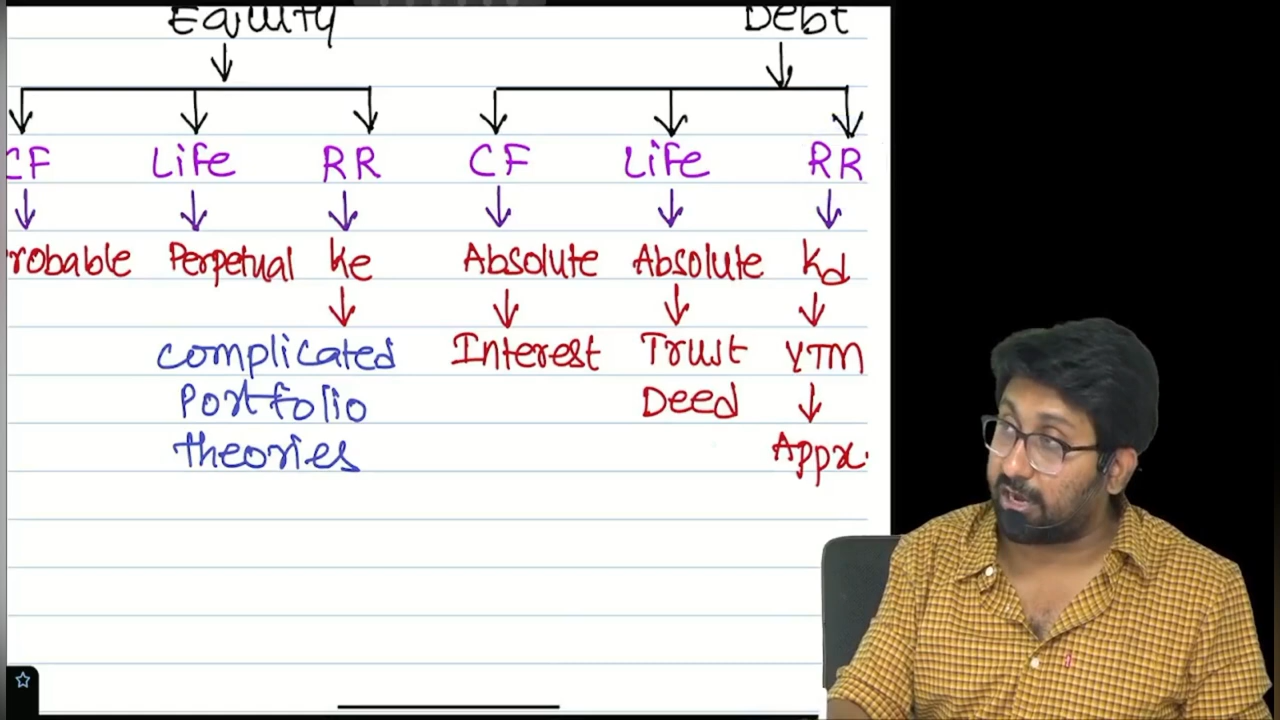 Equity Debt
CF Life RR CF Life RR
Probable Perpetual ke Absolute Absolute kd
complicated Interest Trust YTM
Portfolio Deed
theories Appx.